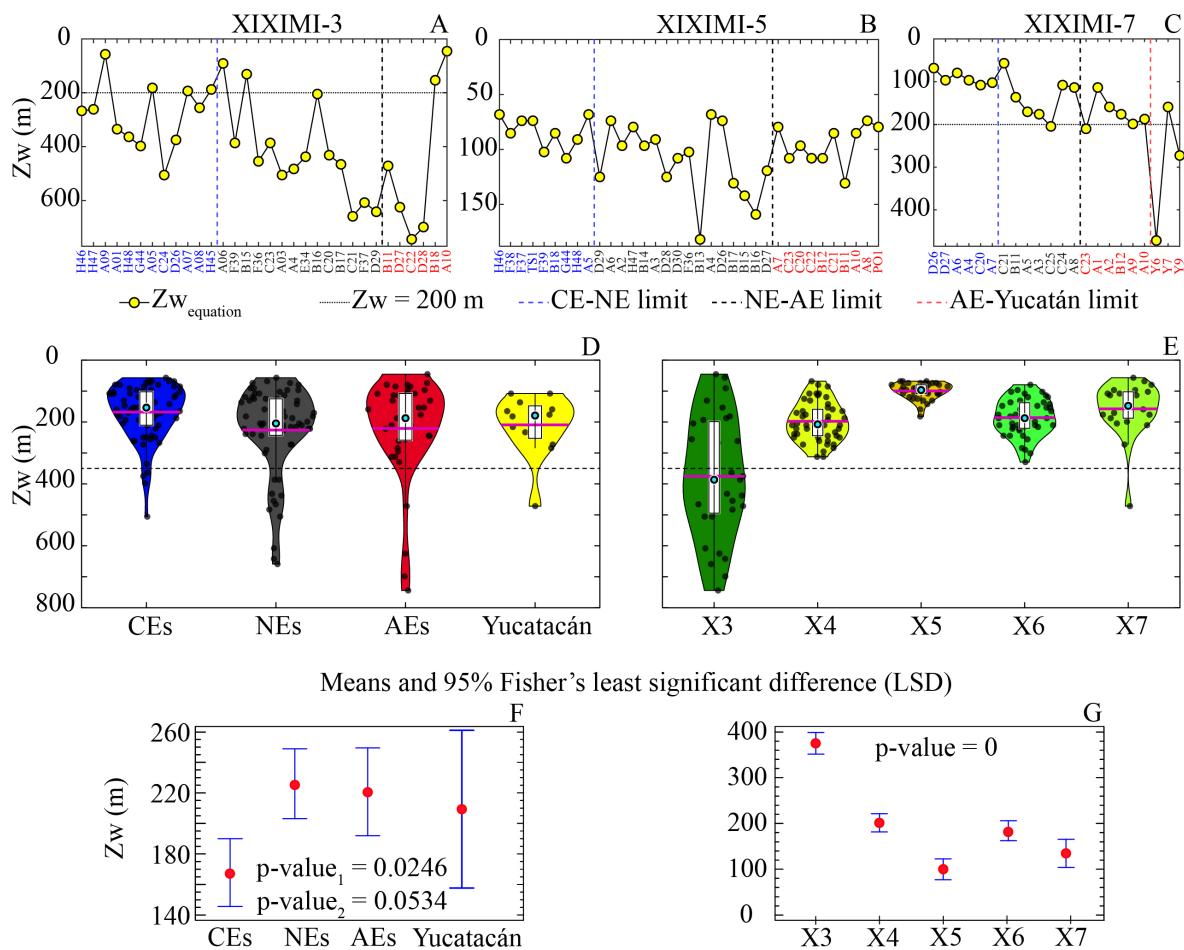 XIXIMI-3 A
XIXIMI-5 B
XIXIMI-7 C
Zw (m)
0
200
400
600
H46 H47 A09 A01 H48 G44 A05 C24 D26 A07 A08 H45 A06 E39 B15 F36 C23 A03 A4 E34 B16 C20 B17 C21 F37 D29 B11 D27 C22 D28 B18 A10
0
50
100
150
H46 F38 F37 TS1 F39 B18 G44 H48 A5 D29 A6 A2 H47 B14 A3 D28 D30 F36 B13 A4 D26 B17 B15 B16 D27 A7 C23 C20 C22 B12 C21 B11 A10 A8 PO1
0
100
200
300
400
D26 D27 A6 A4 C20 A7 C21 B11 A5 A3 C25 C24 A8 C23 A1 A2 B12 A9 A10 Y6 Y7 Y9
Zwequation
Zw = 200 m
CE-NE limit
NE-AE limit
AE-Yucatán limit
D
Zw (m)
0
200
400
600
800
CEs NEs AEs Yucatacán
E
X3 X4 X5 X6 X7
Means and 95% Fisher's least significant difference (LSD)
F
Zw (m)
260
220
180
140
p-value1 = 0.0246
p-value2 = 0.0534
CEs NEs AEs Yucatacán
G
400
300
200
100
0
p-value = 0
X3 X4 X5 X6 X7